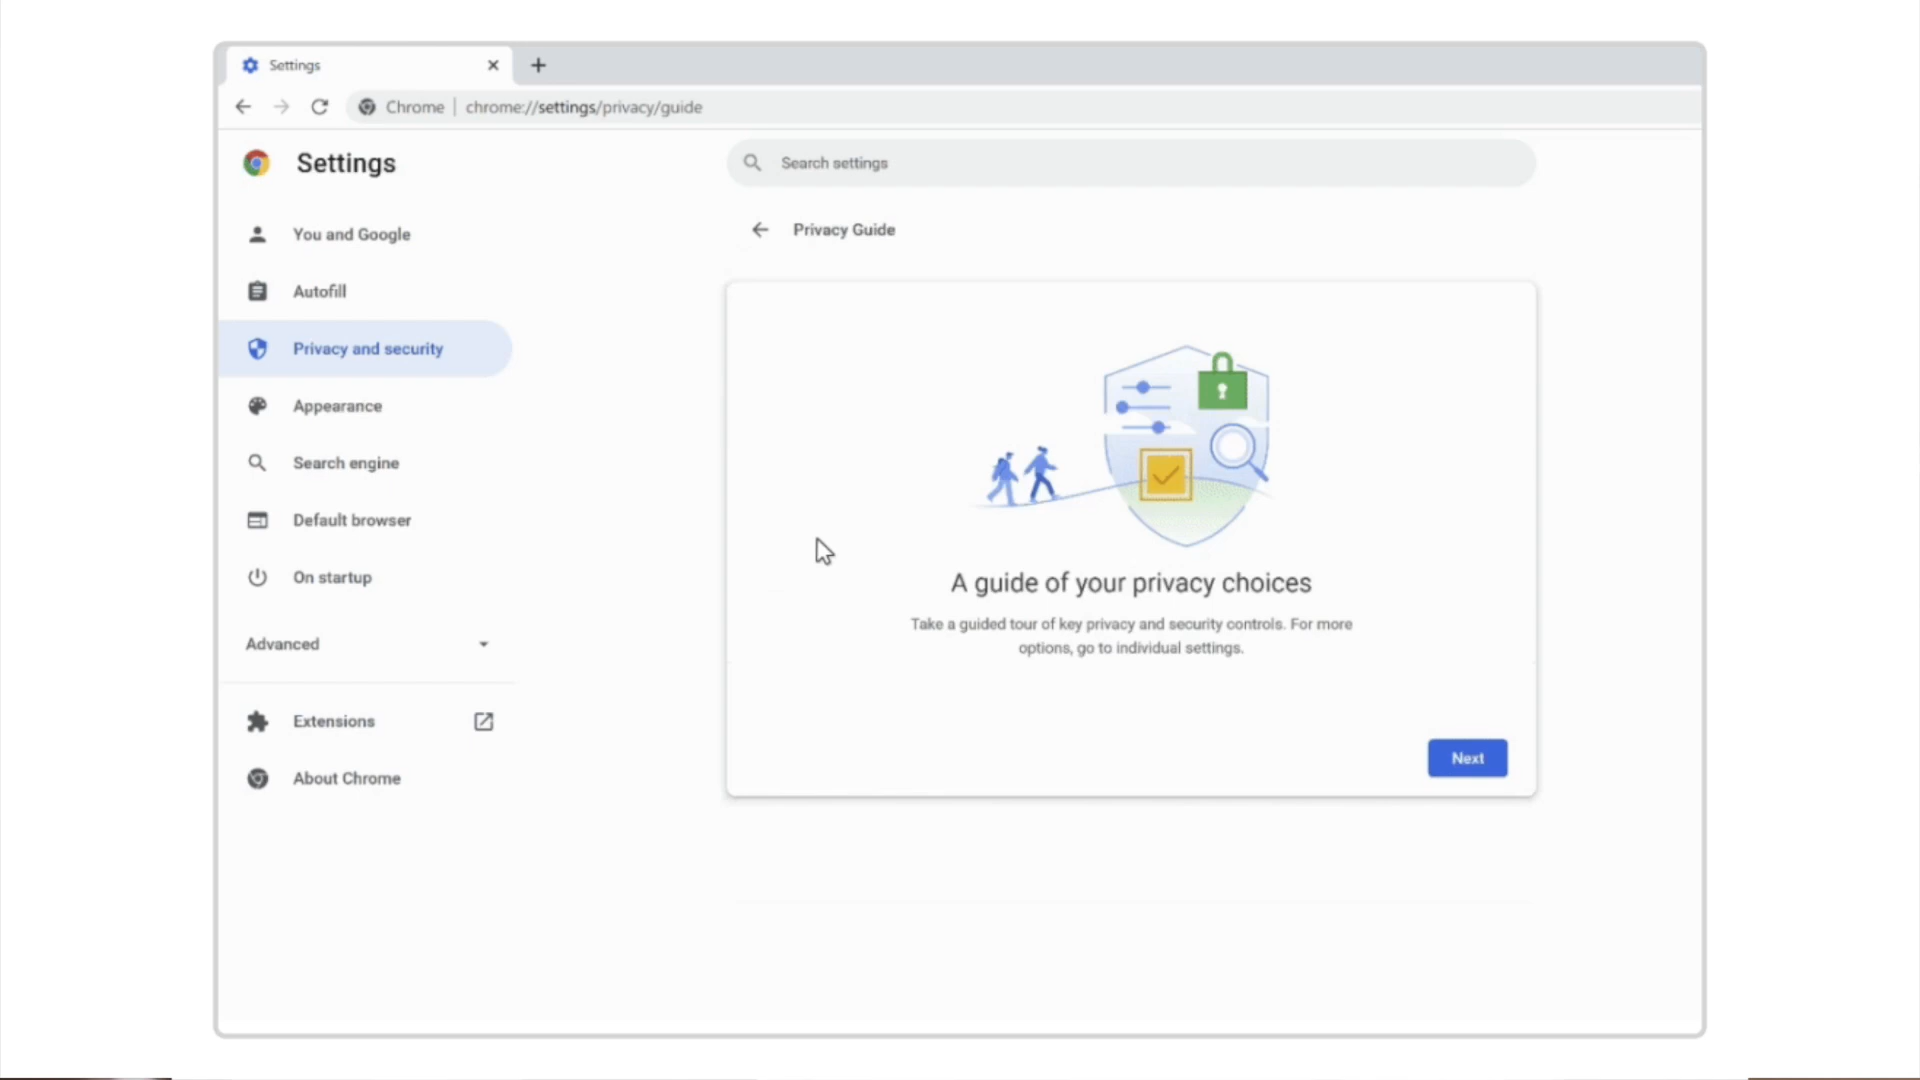 Settings
Chrome | chrome://settings/privacy/guide
Settings
Search settings
You and Google
Autofill
Privacy and security
Appearance
Search engine
Default browser
On startup
Advanced
Extensions
About Chrome
Privacy Guide
A guide of your privacy choices
Take a guided tour of key privacy and security controls. For more
options, go to individual settings.
Next